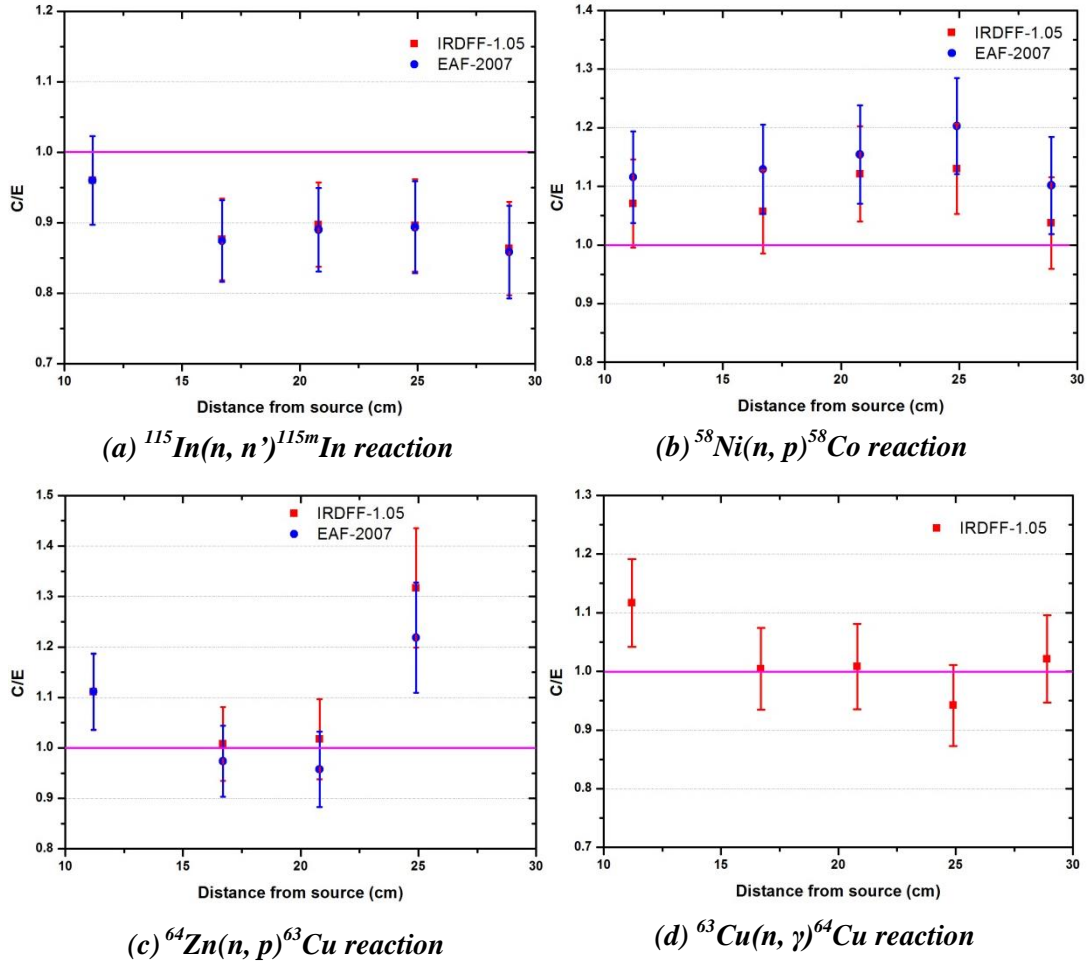 1.2
1.1
1.0
0.9
0.8
0.7
C/E
IRDFF-1.05
EAF-2007
10 15 20 25 30
Distance from source (cm)
(a) ¹¹⁵In(n, n’)¹¹⁵ᵐIn reaction
1.4
1.3
1.2
1.1
1.0
0.9
0.8
C/E
IRDFF-1.05
EAF-2007
10 15 20 25 30
Distance from source (cm)
(b) ⁵⁸Ni(n, p)⁵⁸Co reaction
1.5
1.4
1.3
1.2
1.1
1.0
0.9
0.8
C/E
IRDFF-1.05
EAF-2007
10 15 20 25 30
Distance from source (cm)
(c) ⁶⁴Zn(n, p)⁶³Cu reaction
1.3
1.2
1.1
1.0
0.9
0.8
0.7
C/E
IRDFF-1.05
10 15 20 25 30
Distance from source (cm)
(d) ⁶³Cu(n, γ)⁶⁴Cu reaction